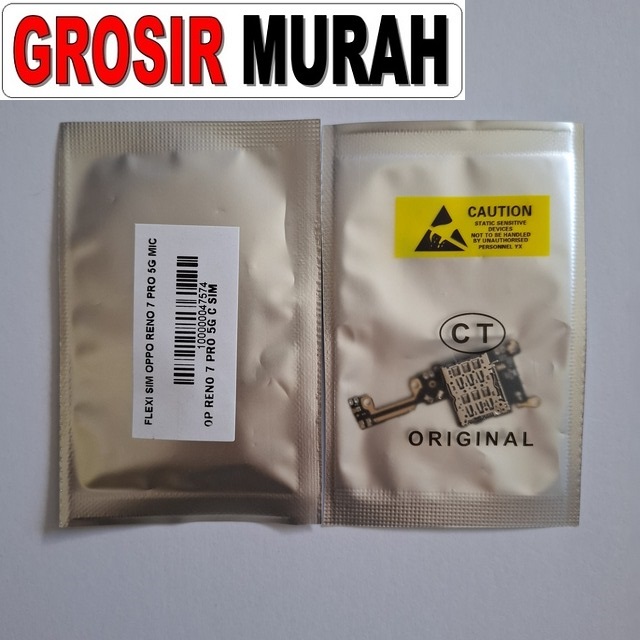 GROSIR MURAH
FLEXI SIM OPPO RENO 7 PRO 5G MIC
100000047574
OP RENO 7 PRO 5G C SIM
CAUTION
STATIC SENSITIVE
DEVICES
NOT TO BE HANDLED
BY UNAUTHORISED
PERSONNEL YX
CT
ORIGINAL